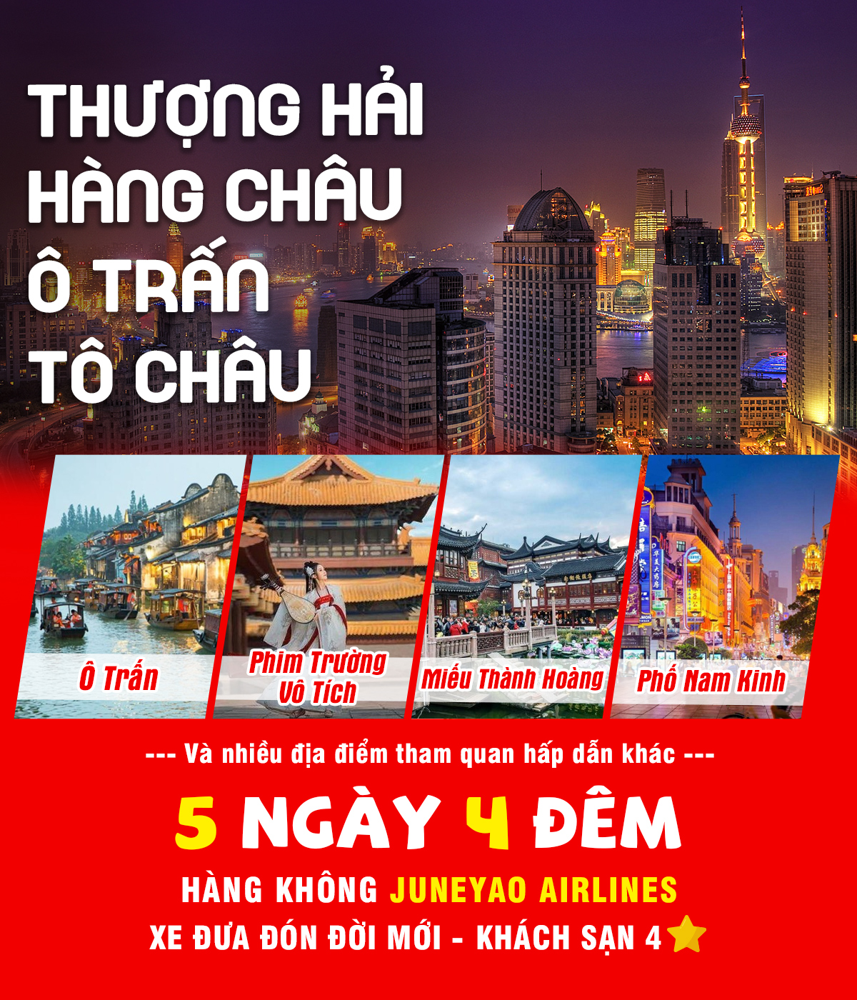 THƯỢNG HẢI
HÀNG CHÂU
Ô TRẤN
TÔ CHÂU
Ô Trấn
Phim Trường
Vô Tích
Miếu Thành Hoàng
Phố Nam Kinh
--- Và nhiều địa điểm tham quan hấp dẫn khác ---
5 NGÀY 4 ĐÊM
HÀNG KHÔNG JUNEYAO AIRLINES
XE ĐƯA ĐÓN ĐỜI MỚI - KHÁCH SẠN 4